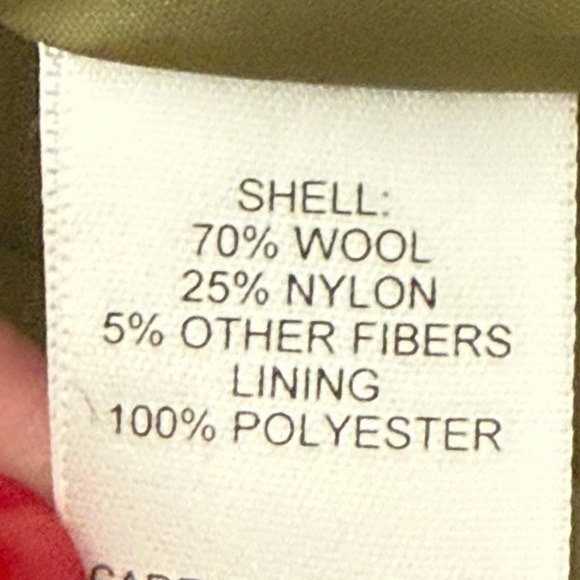 SHELL:
70% WOOL
25% NYLON
5% OTHER FIBERS
LINING
100% POLYESTER